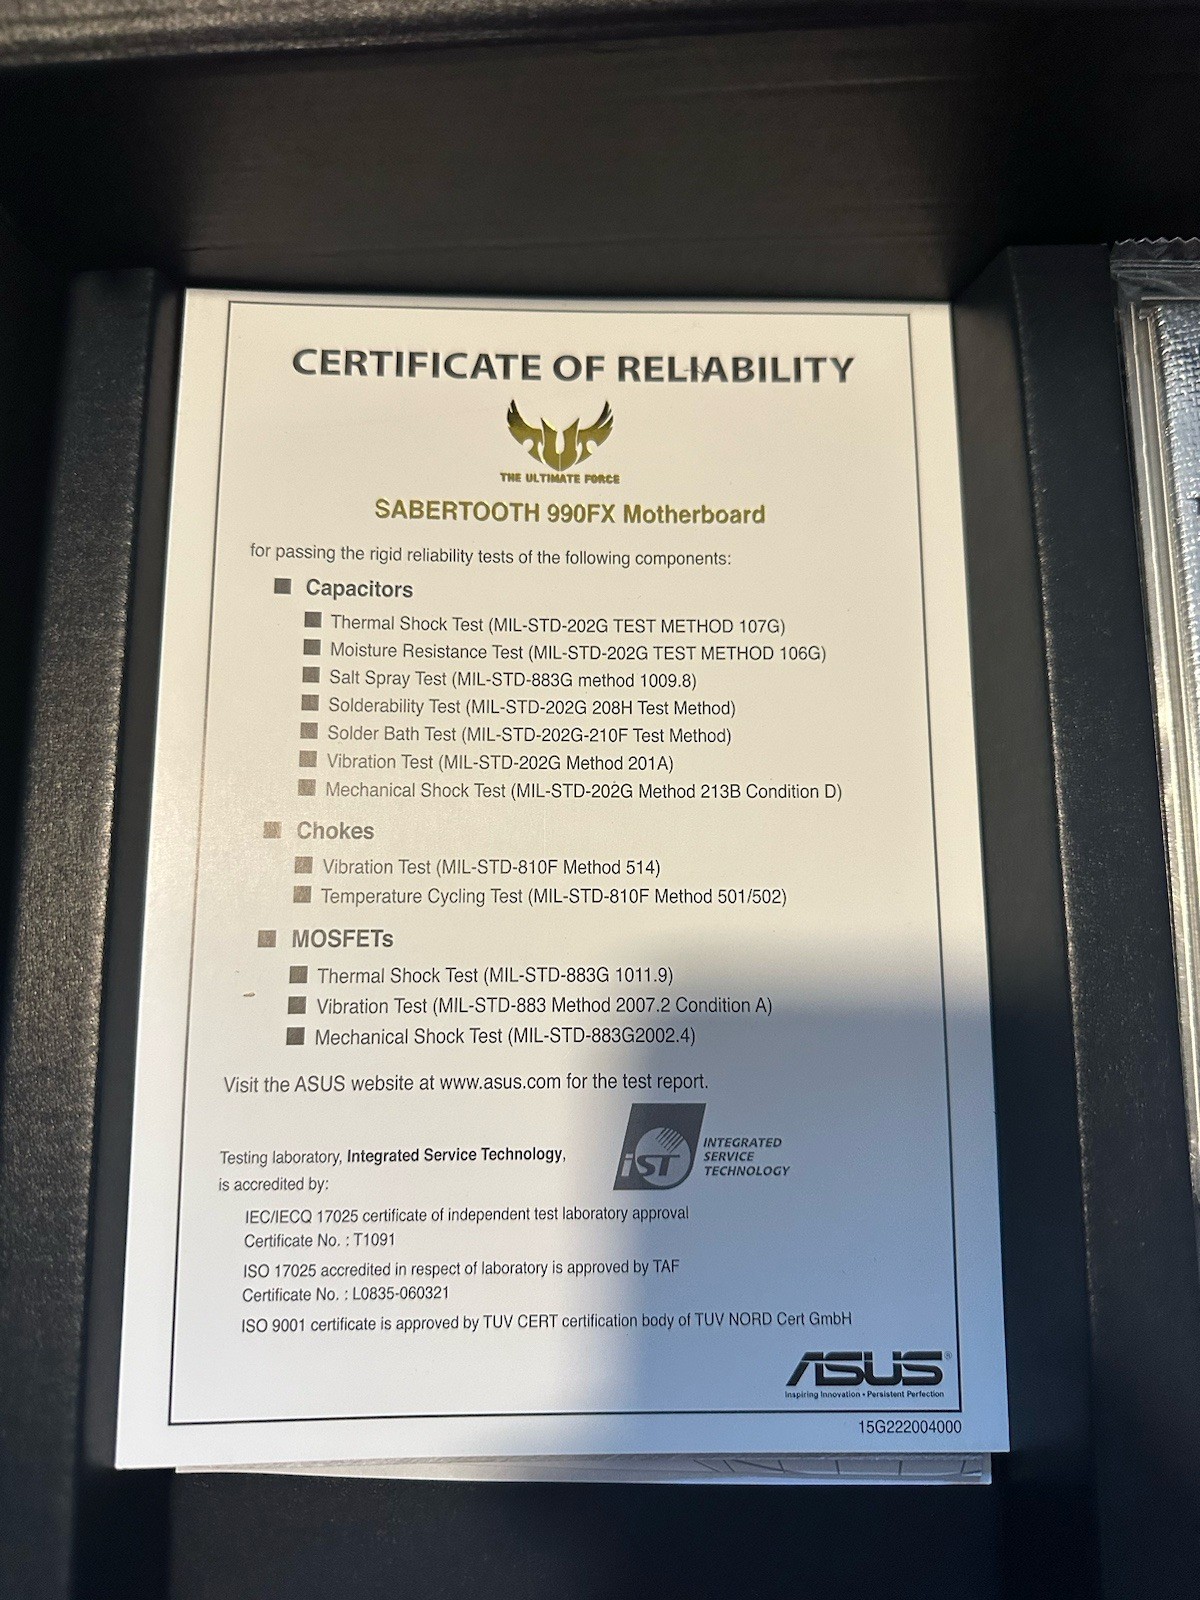 CERTIFICATE OF RELIABILITY
TUF
THE ULTIMATE FORCE
SABERTOOTH 990FX Motherboard
for passing the rigid reliability tests of the following components:
Capacitors
Thermal Shock Test (MIL-STD-202G TEST METHOD 107G)
Moisture Resistance Test (MIL-STD-202G TEST METHOD 106G)
Salt Spray Test (MIL-STD-883G method 1009.8)
Solderability Test (MIL-STD-202G 208H Test Method)
Solder Bath Test (MIL-STD-202G-210F Test Method)
Vibration Test (MIL-STD-202G Method 201A)
Mechanical Shock Test (MIL-STD-202G Method 213B Condition D)
Chokes
Vibration Test (MIL-STD-810F Method 514)
Temperature Cycling Test (MIL-STD-810F Method 501/502)
MOSFETs
Thermal Shock Test (MIL-STD-883G 1011.9)
Vibration Test (MIL-STD-883 Method 2007.2 Condition A)
Mechanical Shock Test (MIL-STD-883G2002.4)
Visit the ASUS website at www.asus.com for the test report.
iST
INTEGRATED
SERVICE
TECHNOLOGY
Testing laboratory, Integrated Service Technology,
is accredited by:
IEC/IECQ 17025 certificate of independent test laboratory approval
Certificate No. : T1091
ISO 17025 accredited in respect of laboratory is approved by TAF
Certificate No. : L0835-060321
ISO 9001 certificate is approved by TUV CERT certification body of TUV NORD Cert GmbH
ASUS®
Inspiring Innovation • Persistent Perfection
15G222004000